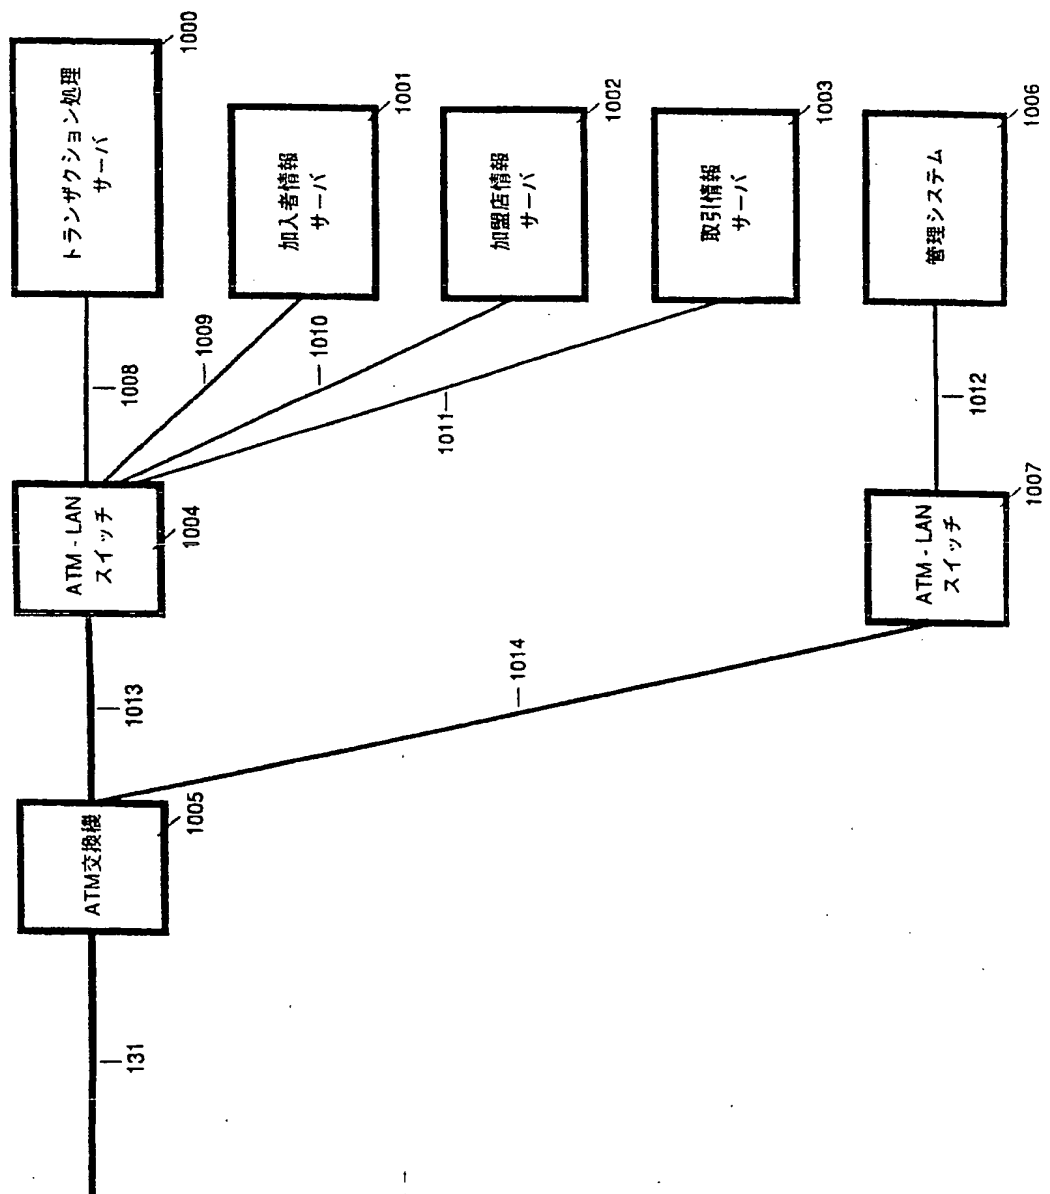 トランザクション処理
サーバ
1000
加入者情報
サーバ
1001
加盟店情報
サーバ
1002
取引情報
サーバ
1003
管理システム
1006
1008
1009
1010
1011
1012
ATM - LAN
スイッチ
1004
ATM - LAN
スイッチ
1007
1013
1014
ATM交換機
1005
131